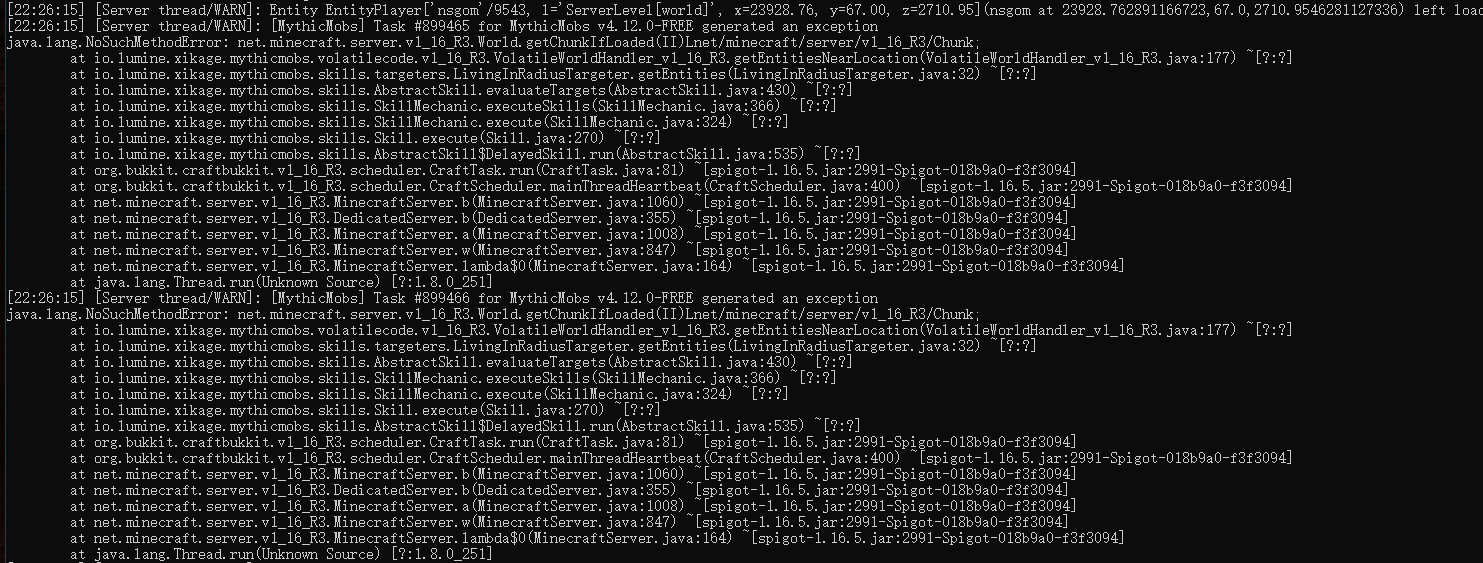 [22:26:15] [Server thread/WARN]: Entity EntityPlayer['nsgom'/9543, l='ServerLevel[world]', x=23928.76, y=67.00, z=2710.95](nsgom at 23928.762891166723,67.0,2710.9546281127336) left load
[22:26:15] [Server thread/WARN]: [MythicMobs] Task #899465 for MythicMobs v4.12.0-FREE generated an exception
java.lang.NoSuchMethodError: net.minecraft.server.v1_16_R3.World.getChunkIfLoaded(II)Lnet/minecraft/server/v1_16_R3/Chunk;
at io.lumine.xikage.mythicmobs.volatilecode.v1_16_R3.VolatileWorldHandler_v1_16_R3.getEntitiesNearLocation(VolatileWorldHandler_v1_16_R3.java:177) ~[?:?]
at io.lumine.xikage.mythicmobs.skills.targeters.LivingInRadiusTargeter.getEntities(LivingInRadiusTargeter.java:32) ~[?:?]
at io.lumine.xikage.mythicmobs.skills.AbstractSkill.evaluateTargets(AbstractSkill.java:430) ~[?:?]
at io.lumine.xikage.mythicmobs.skills.SkillMechanic.executeSkills(SkillMechanic.java:366) ~[?:?]
at io.lumine.xikage.mythicmobs.skills.SkillMechanic.execute(SkillMechanic.java:324) ~[?:?]
at io.lumine.xikage.mythicmobs.skills.Skill.execute(Skill.java:270) ~[?:?]
at io.lumine.xikage.mythicmobs.skills.AbstractSkill$DelayedSkill.run(AbstractSkill.java:535) ~[?:?]
at org.bukkit.craftbukkit.v1_16_R3.scheduler.CraftTask.run(CraftTask.java:81) ~[spigot-1.16.5.jar:2991-Spigot-018b9a0-f3f3094]
at org.bukkit.craftbukkit.v1_16_R3.scheduler.CraftScheduler.mainThreadHeartbeat(CraftScheduler.java:400) ~[spigot-1.16.5.jar:2991-Spigot-018b9a0-f3f3094]
at net.minecraft.server.v1_16_R3.MinecraftServer.b(MinecraftServer.java:1060) ~[spigot-1.16.5.jar:2991-Spigot-018b9a0-f3f3094]
at net.minecraft.server.v1_16_R3.DedicatedServer.b(DedicatedServer.java:355) ~[spigot-1.16.5.jar:2991-Spigot-018b9a0-f3f3094]
at net.minecraft.server.v1_16_R3.MinecraftServer.a(MinecraftServer.java:1008) ~[spigot-1.16.5.jar:2991-Spigot-018b9a0-f3f3094]
at net.minecraft.server.v1_16_R3.MinecraftServer.w(MinecraftServer.java:847) ~[spigot-1.16.5.jar:2991-Spigot-018b9a0-f3f3094]
at net.minecraft.server.v1_16_R3.MinecraftServer.lambda$0(MinecraftServer.java:164) ~[spigot-1.16.5.jar:2991-Spigot-018b9a0-f3f3094]
at java.lang.Thread.run(Unknown Source) [?:1.8.0_251]
[22:26:15] [Server thread/WARN]: [MythicMobs] Task #899466 for MythicMobs v4.12.0-FREE generated an exception
java.lang.NoSuchMethodError: net.minecraft.server.v1_16_R3.World.getChunkIfLoaded(II)Lnet/minecraft/server/v1_16_R3/Chunk;
at io.lumine.xikage.mythicmobs.volatilecode.v1_16_R3.VolatileWorldHandler_v1_16_R3.getEntitiesNearLocation(VolatileWorldHandler_v1_16_R3.java:177) ~[?:?]
at io.lumine.xikage.mythicmobs.skills.targeters.LivingInRadiusTargeter.getEntities(LivingInRadiusTargeter.java:32) ~[?:?]
at io.lumine.xikage.mythicmobs.skills.AbstractSkill.evaluateTargets(AbstractSkill.java:430) ~[?:?]
at io.lumine.xikage.mythicmobs.skills.SkillMechanic.executeSkills(SkillMechanic.java:366) ~[?:?]
at io.lumine.xikage.mythicmobs.skills.SkillMechanic.execute(SkillMechanic.java:324) ~[?:?]
at io.lumine.xikage.mythicmobs.skills.Skill.execute(Skill.java:270) ~[?:?]
at io.lumine.xikage.mythicmobs.skills.AbstractSkill$DelayedSkill.run(AbstractSkill.java:535) ~[?:?]
at org.bukkit.craftbukkit.v1_16_R3.scheduler.CraftTask.run(CraftTask.java:81) ~[spigot-1.16.5.jar:2991-Spigot-018b9a0-f3f3094]
at org.bukkit.craftbukkit.v1_16_R3.scheduler.CraftScheduler.mainThreadHeartbeat(CraftScheduler.java:400) ~[spigot-1.16.5.jar:2991-Spigot-018b9a0-f3f3094]
at net.minecraft.server.v1_16_R3.MinecraftServer.b(MinecraftServer.java:1060) ~[spigot-1.16.5.jar:2991-Spigot-018b9a0-f3f3094]
at net.minecraft.server.v1_16_R3.DedicatedServer.b(DedicatedServer.java:355) ~[spigot-1.16.5.jar:2991-Spigot-018b9a0-f3f3094]
at net.minecraft.server.v1_16_R3.MinecraftServer.a(MinecraftServer.java:1008) ~[spigot-1.16.5.jar:2991-Spigot-018b9a0-f3f3094]
at net.minecraft.server.v1_16_R3.MinecraftServer.w(MinecraftServer.java:847) ~[spigot-1.16.5.jar:2991-Spigot-018b9a0-f3f3094]
at net.minecraft.server.v1_16_R3.MinecraftServer.lambda$0(MinecraftServer.java:164) ~[spigot-1.16.5.jar:2991-Spigot-018b9a0-f3f3094]
at java.lang.Thread.run(Unknown Source) [?:1.8.0_251]